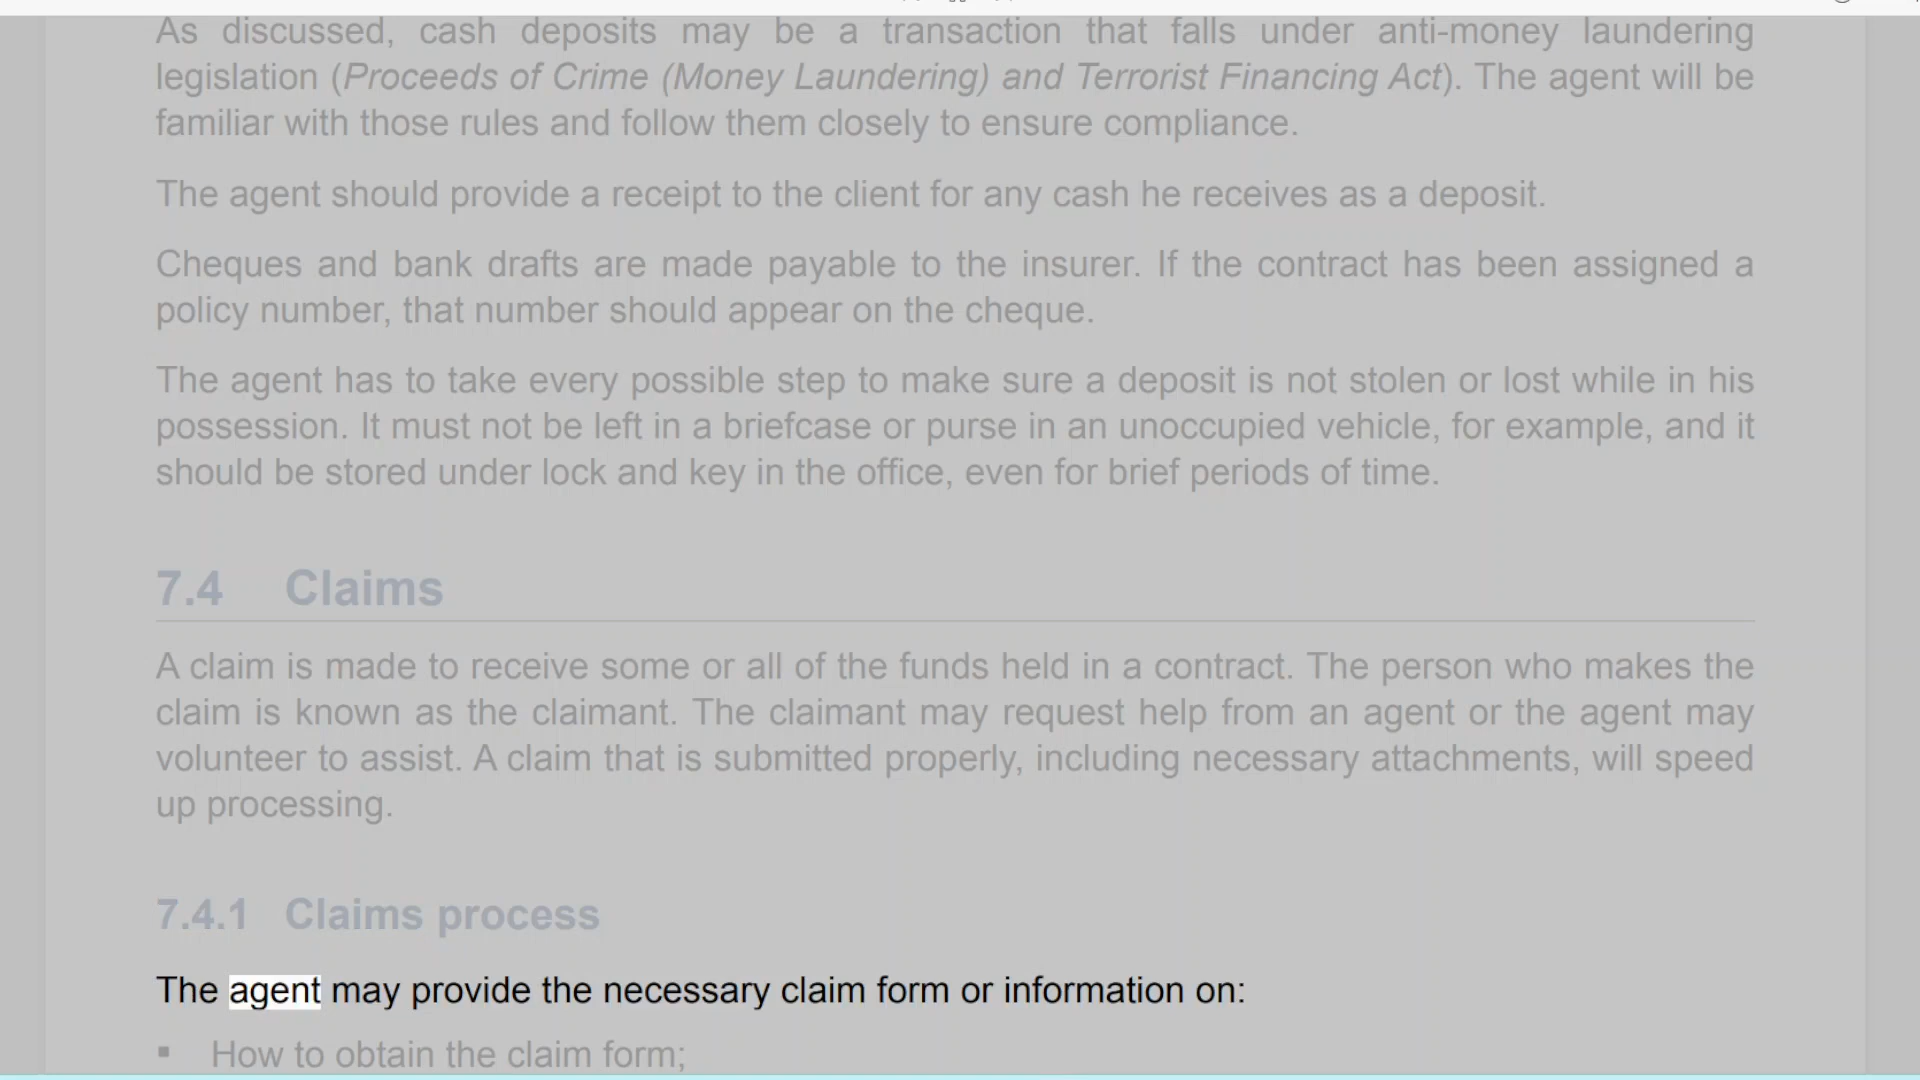 As discussed, cash deposits may be a transaction that falls under anti-money laundering
legislation (Proceeds of Crime (Money Laundering) and Terrorist Financing Act). The agent will be
familiar with those rules and follow them closely to ensure compliance.
The agent should provide a receipt to the client for any cash he receives as a deposit.
Cheques and bank drafts are made payable to the insurer. If the contract has been assigned a
policy number, that number should appear on the cheque.
The agent has to take every possible step to make sure a deposit is not stolen or lost while in his
possession. It must not be left in a briefcase or purse in an unoccupied vehicle, for example, and it
should be stored under lock and key in the office, even for brief periods of time.
7.4 Claims
A claim is made to receive some or all of the funds held in a contract. The person who makes the
claim is known as the claimant. The claimant may request help from an agent or the agent may
volunteer to assist. A claim that is submitted properly, including necessary attachments, will speed
up processing.
7.4.1 Claims process
The agent may provide the necessary claim form or information on:
▪ How to obtain the claim form;